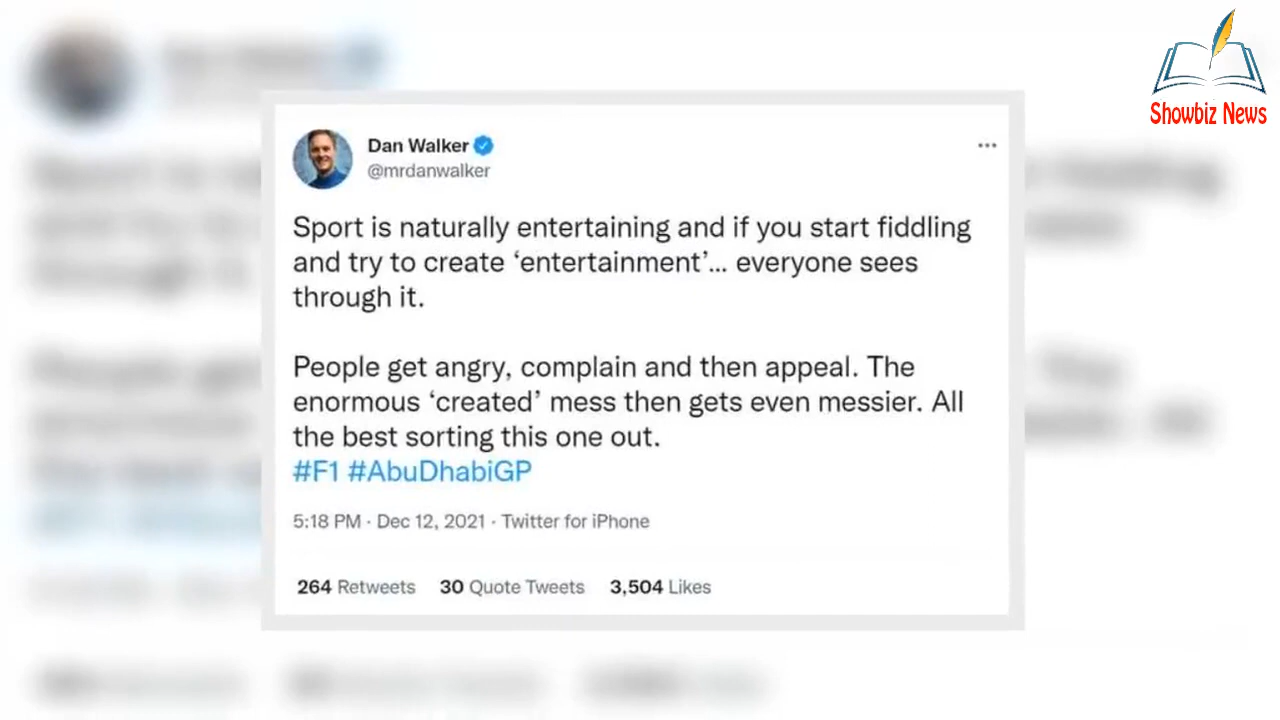 Showbiz News
Dan Walker
@mrdanwalker
Sport is naturally entertaining and if you start fiddling
and try to create ‘entertainment’... everyone sees
through it.
People get angry, complain and then appeal. The
enormous ‘created’ mess then gets even messier. All
the best sorting this one out.
#F1 #AbuDhabiGP
5:18 PM · Dec 12, 2021 · Twitter for iPhone
264 Retweets 30 Quote Tweets 3,504 Likes